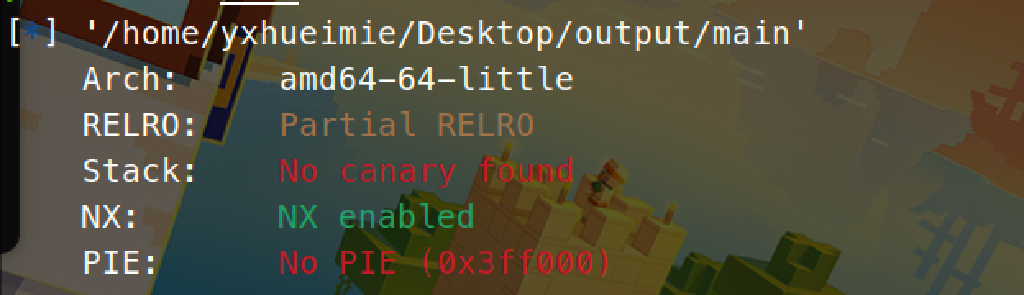 [*] '/home/yxhueimie/Desktop/output/main'
Arch: amd64-64-little
RELRO: Partial RELRO
Stack: No canary found
NX: NX enabled
PIE: No PIE (0x3ff000)